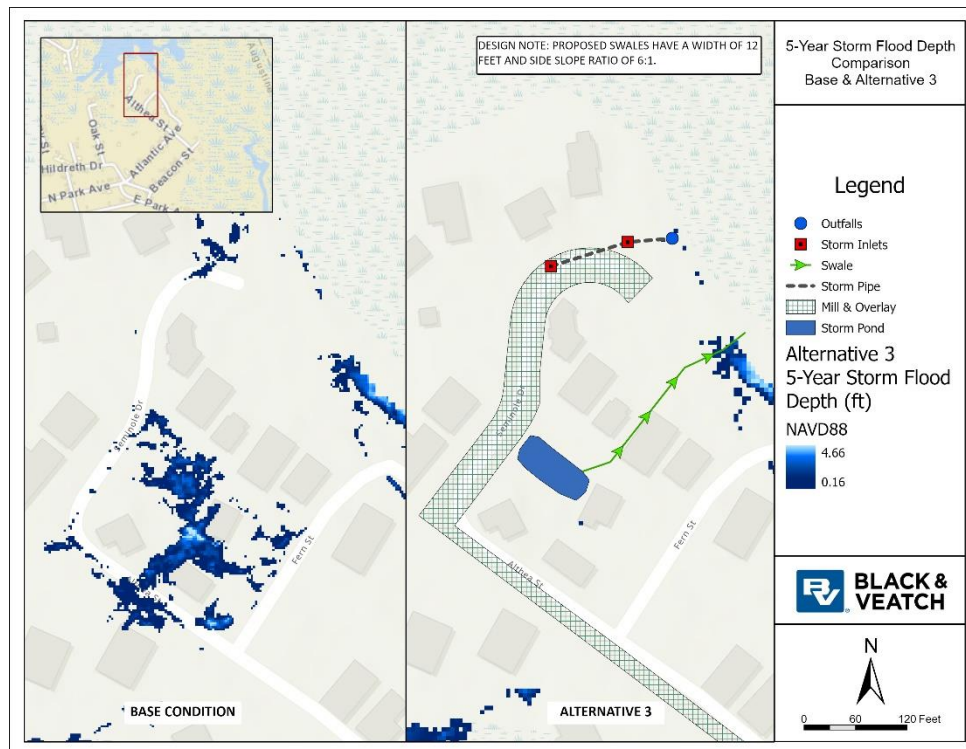 5-Year Storm Flood Depth
Comparison
Base & Alternative 3
DESIGN NOTE: PROPOSED SWALES HAVE A WIDTH OF 12
FEET AND SIDE SLOPE RATIO OF 6:1.
Augustine
Althea St
Oak St
Atlantic Ave
Hildreth Dr
Beacon St
N Park Ave
Seminole Dr
Fern St
BASE CONDITION
Seminole Dr
Althea St
Fern St
ALTERNATIVE 3
Legend
Outfalls
Storm Inlets
Swale
Storm Pipe
Mill & Overlay
Storm Pond
Alternative 3
5-Year Storm Flood
Depth (ft)
NAVD88
4.66
0.16
BV
BLACK &
VEATCH
N
0 60 120 Feet